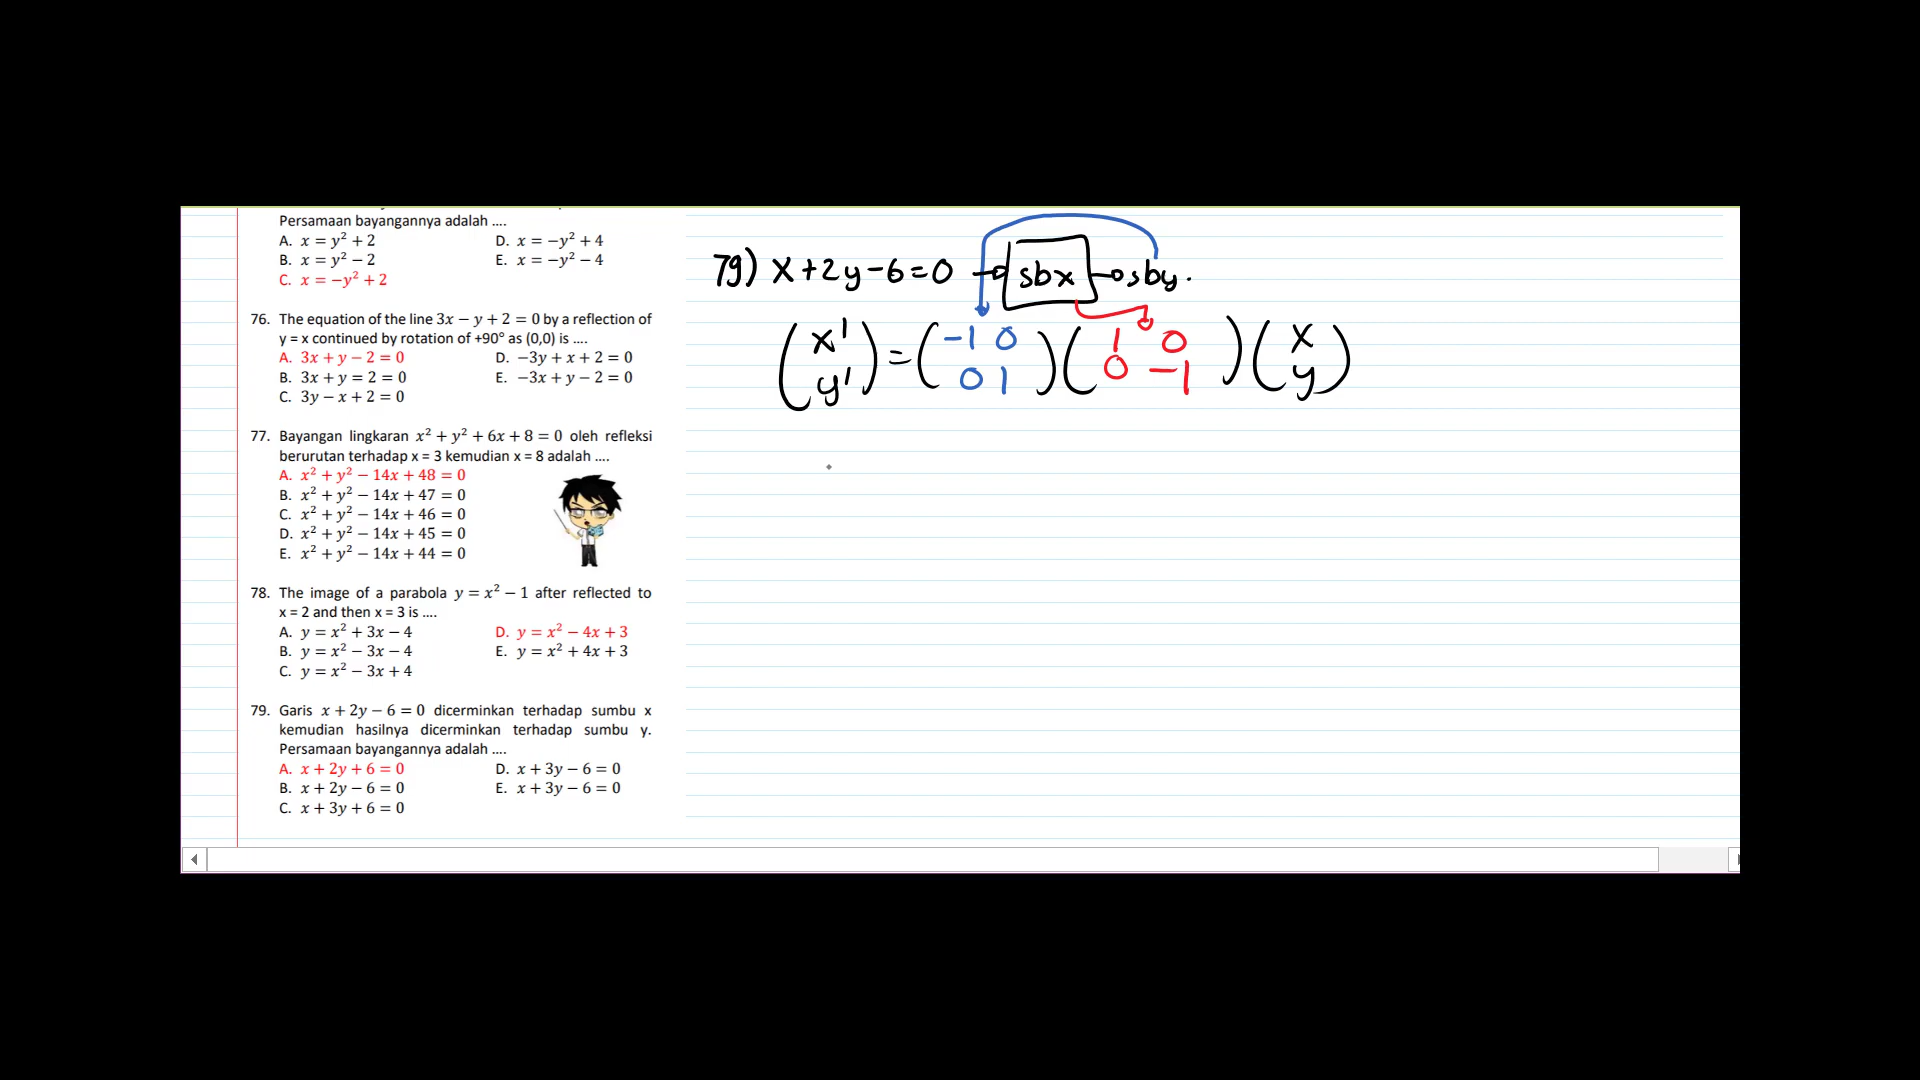 Persamaan bayangannya adalah ....
A. x = y² + 2 D. x = −y² + 4
B. x = y² − 2 E. x = −y² − 4
C. x = −y² + 2
76. The equation of the line 3x − y + 2 = 0 by a reflection of
y = x continued by rotation of +90° as (0,0) is ....
A. 3x + y − 2 = 0 D. −3y + x + 2 = 0
B. 3x + y = 2 = 0 E. −3x + y − 2 = 0
C. 3y − x + 2 = 0
77. Bayangan lingkaran x² + y² + 6x + 8 = 0 oleh refleksi
berurutan terhadap x = 3 kemudian x = 8 adalah ....
A. x² + y² − 14x + 48 = 0
B. x² + y² − 14x + 47 = 0
C. x² + y² − 14x + 46 = 0
D. x² + y² − 14x + 45 = 0
E. x² + y² − 14x + 44 = 0
78. The image of a parabola y = x² − 1 after reflected to
x = 2 and then x = 3 is ....
A. y = x² + 3x − 4 D. y = x² − 4x + 3
B. y = x² − 3x − 4 E. y = x² + 4x + 3
C. y = x² − 3x + 4
79. Garis x + 2y − 6 = 0 dicerminkan terhadap sumbu x
kemudian hasilnya dicerminkan terhadap sumbu y.
Persamaan bayangannya adalah ....
A. x + 2y + 6 = 0 D. x + 3y − 6 = 0
B. x + 2y − 6 = 0 E. x + 3y − 6 = 0
C. x + 3y + 6 = 0
79) x+2y−6=0 → sbx → sby.
(x' = (−1 0 ) (1 0 ) (x
y') 0 1 0 −1 y)